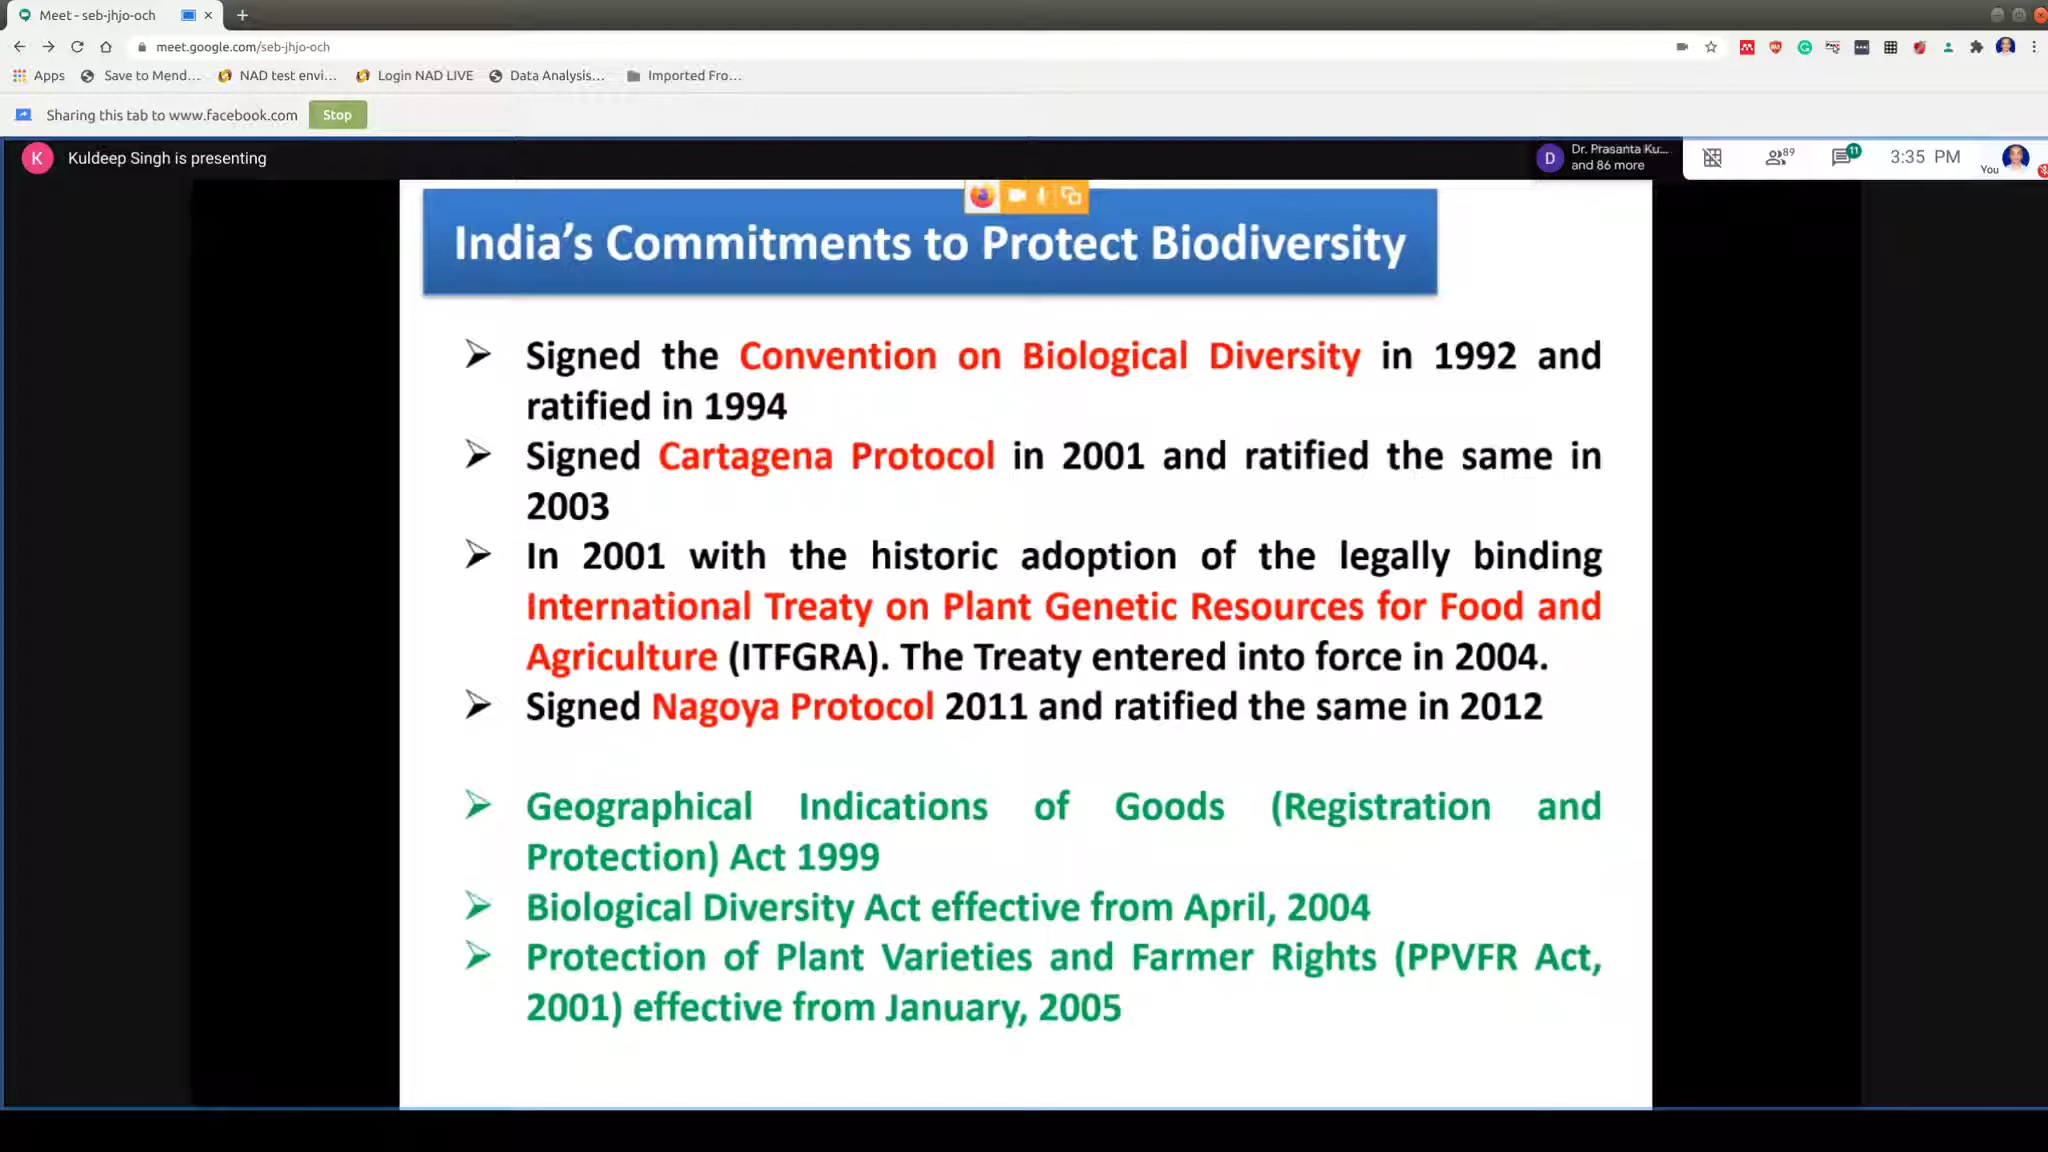 Meet - seb-jhjo-och
meet.google.com/seb-jhjo-och
Apps Save to Mend... NAD test envi... Login NAD LIVE Data Analysis... Imported Fro...
Sharing this tab to www.facebook.com Stop
K Kuldeep Singh is presenting
D Dr. Prasanta Ku...
and 86 more
89 11 3:35 PM You
India's Commitments to Protect Biodiversity
➢ Signed the Convention on Biological Diversity in 1992 and
ratified in 1994
➢ Signed Cartagena Protocol in 2001 and ratified the same in
2003
➢ In 2001 with the historic adoption of the legally binding
International Treaty on Plant Genetic Resources for Food and
Agriculture (ITFGRA). The Treaty entered into force in 2004.
➢ Signed Nagoya Protocol 2011 and ratified the same in 2012
➢ Geographical Indications of Goods (Registration and
Protection) Act 1999
➢ Biological Diversity Act effective from April, 2004
➢ Protection of Plant Varieties and Farmer Rights (PPVFR Act,
2001) effective from January, 2005